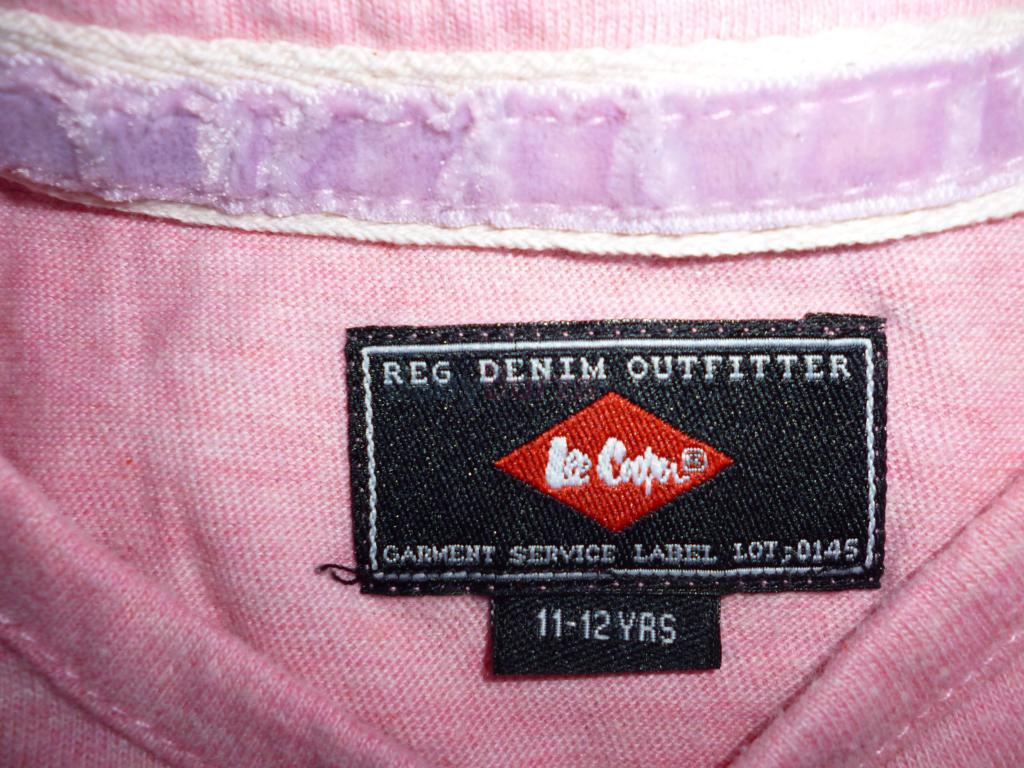 REG DENIM OUTFITTER
Lee Cooper®
GARMENT SERVICE LABEL LOT:0145
11-12 YRS